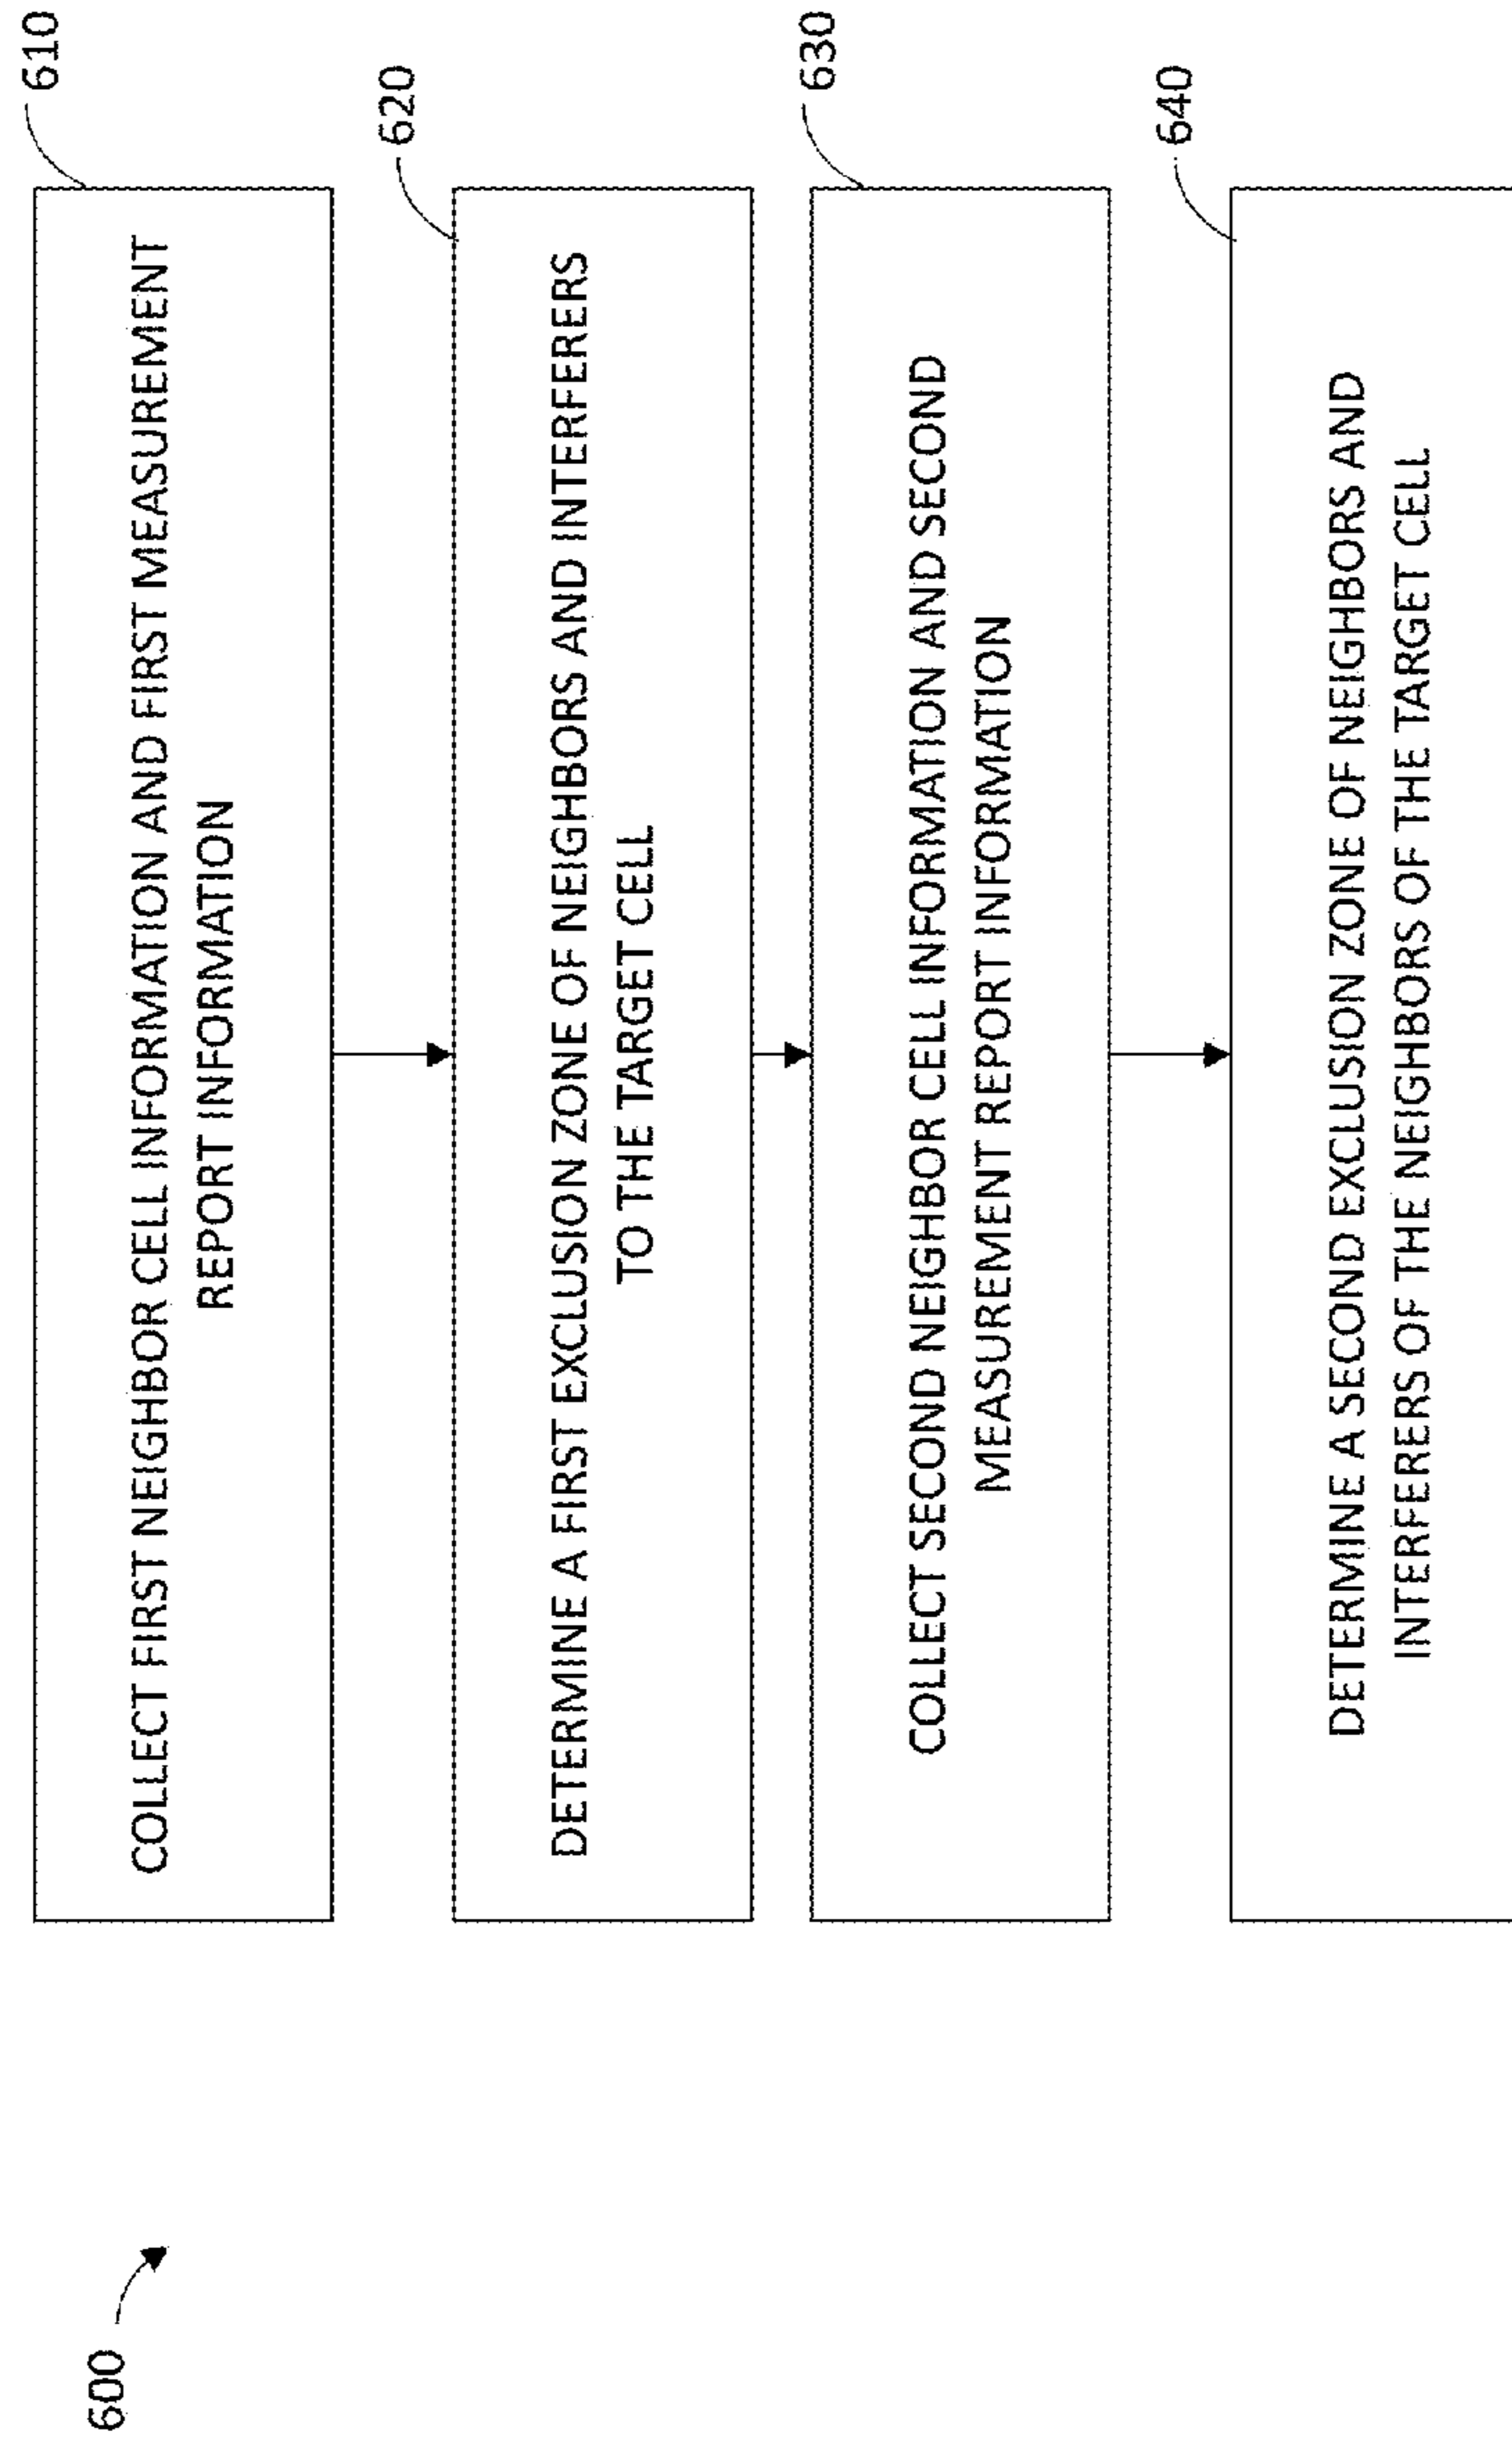 600
610
COLLECT FIRST NEIGHBOR CELL INFORMATION AND FIRST MEASUREMENT
REPORT INFORMATION
620
DETERMINE A FIRST EXCLUSION ZONE OF NEIGHBORS AND INTERFERERS
TO THE TARGET CELL
630
COLLECT SECOND NEIGHBOR CELL INFORMATION AND SECOND
MEASUREMENT REPORT INFORMATION
640
DETERMINE A SECOND EXCLUSION ZONE OF NEIGHBORS AND
INTERFERERS OF THE NEIGHBORS OF THE TARGET CELL